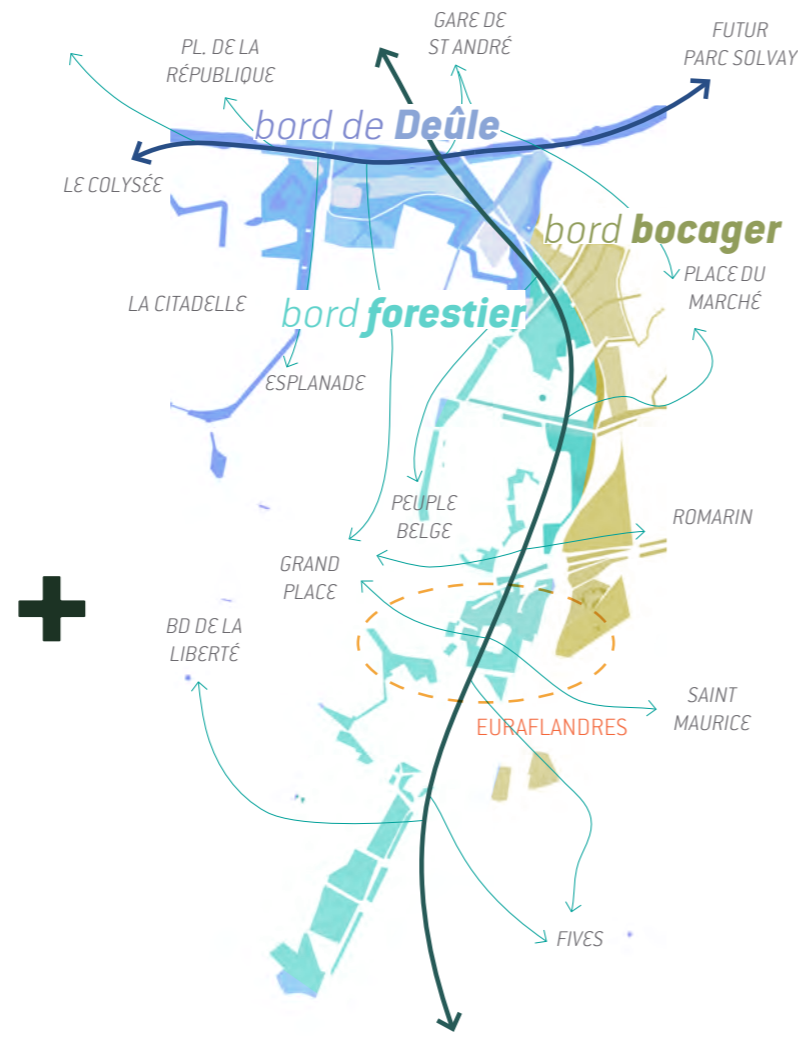 GARE DE
ST ANDRÉ
FUTUR
PARC SOLVAY
PL. DE LA
RÉPUBLIQUE
bord de Deûle
LE COLYSÉE
bord bocager
PLACE DU
MARCHÉ
LA CITADELLE
bord forestier
ESPLANADE
PEUPLE
BELGE
ROMARIN
GRAND
PLACE
BD DE LA
LIBERTÉ
SAINT
MAURICE
EURAFLANDRES
FIVES